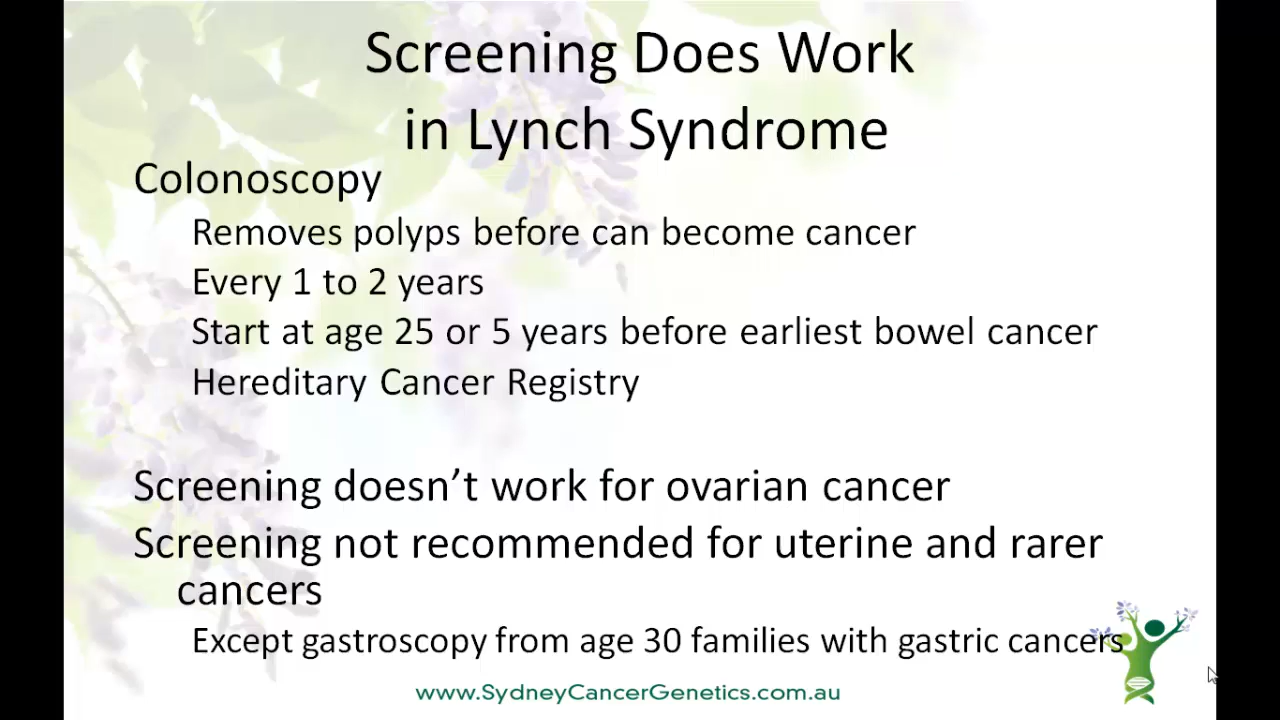 Screening Does Work
in Lynch Syndrome
Colonoscopy
Removes polyps before can become cancer
Every 1 to 2 years
Start at age 25 or 5 years before earliest bowel cancer
Hereditary Cancer Registry
Screening doesn’t work for ovarian cancer
Screening not recommended for uterine and rarer
cancers
Except gastroscopy from age 30 families with gastric cancers
www.SydneyCancerGenetics.com.au